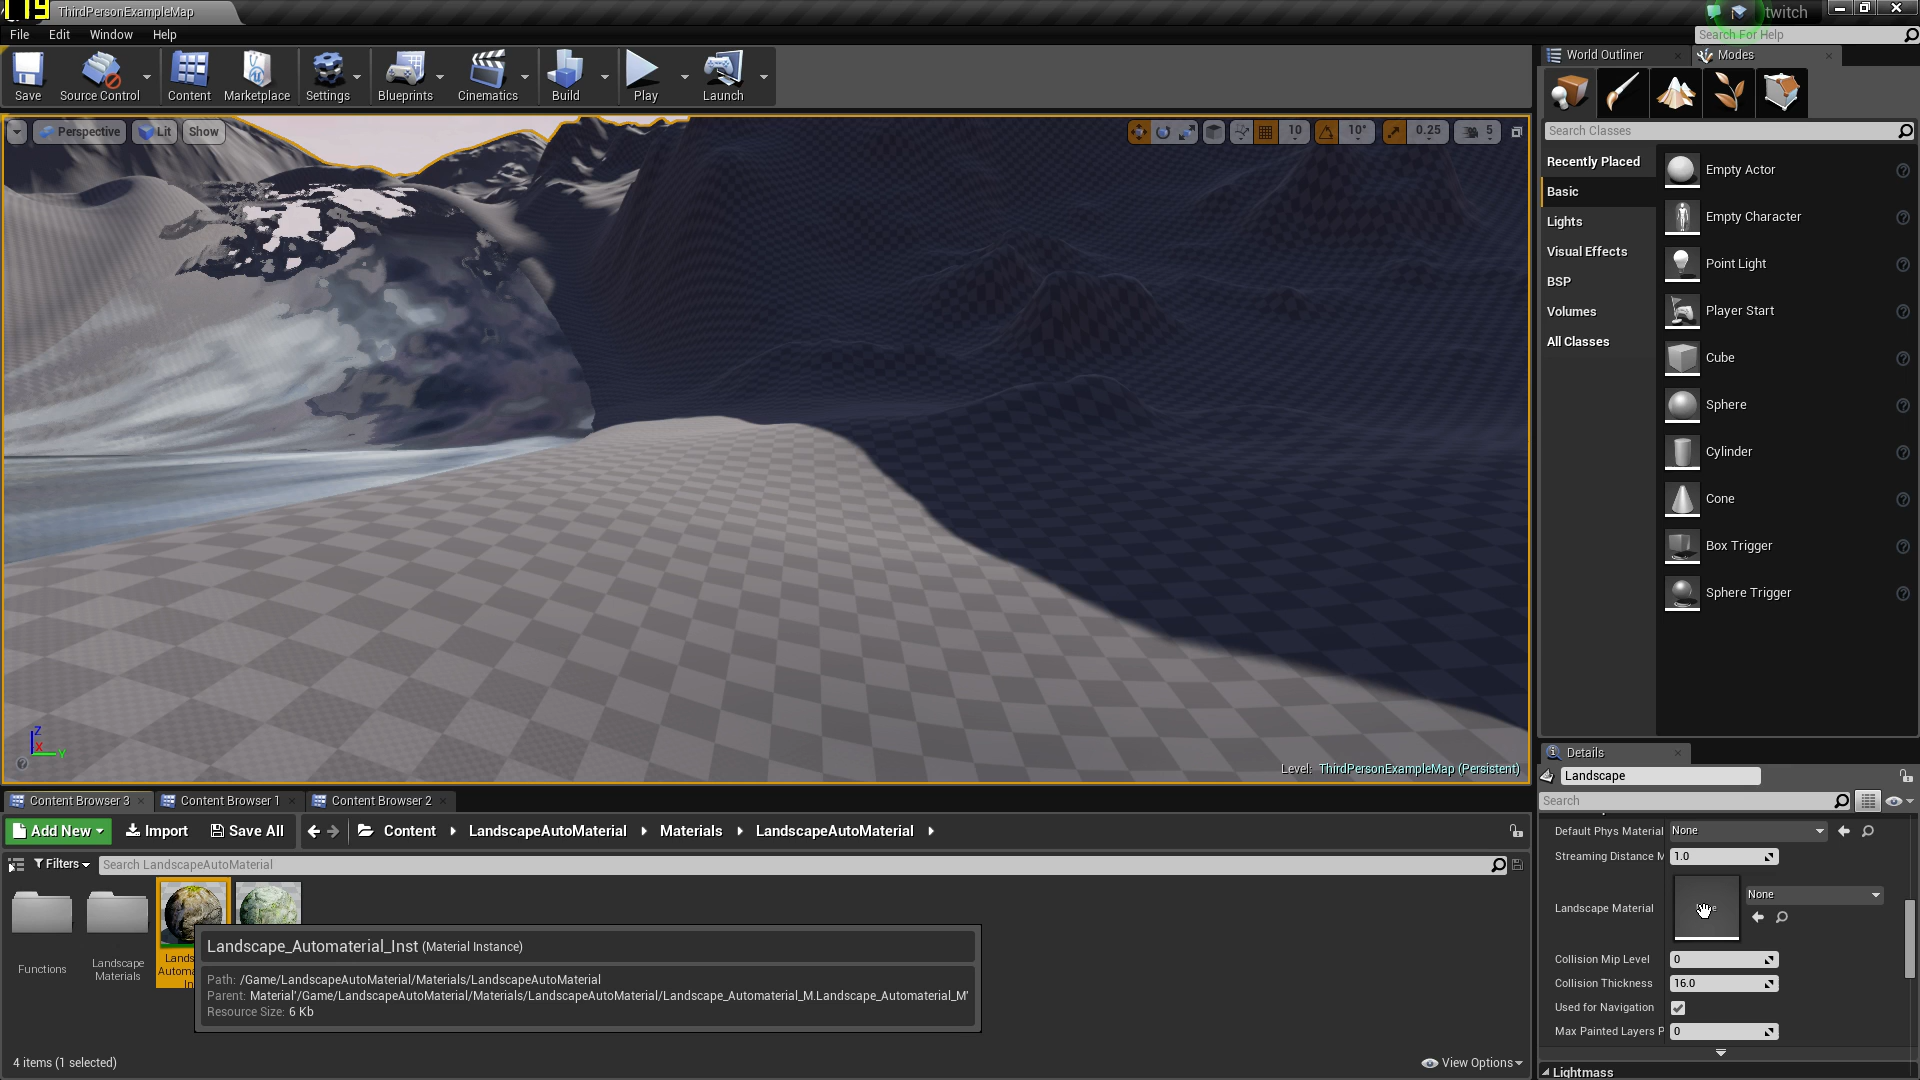 119
ThirdPersonExampleMap
twitch
File
Edit
Window
Help
Search For Help
Save
Source Control
Content
Marketplace
Settings
Blueprints
Cinematics
Build
Play
Launch
World Outliner
Modes
Perspective
Lit
Show
10
10°
0.25
5
Search Classes
Recently Placed
Basic
Lights
Visual Effects
BSP
Volumes
All Classes
Empty Actor
Empty Character
Point Light
Player Start
Cube
Sphere
Cylinder
Cone
Box Trigger
Sphere Trigger
Z
X
Y
Level: ThirdPersonExampleMap (Persistent)
Details
Landscape
Search
Default Phys Material
None
Streaming Distance M
1.0
Landscape Material
None
Collision Mip Level
0
Collision Thickness
16.0
Used for Navigation
Max Painted Layers P
0
Lightmass
Content Browser 3
Content Browser 1
Content Browser 2
Add New
Import
Save All
Content
LandscapeAutoMaterial
Materials
LandscapeAutoMaterial
Filters
Search LandscapeAutoMaterial
Functions
Landscape
Materials
Lands
Automa
In
Landscape_Automaterial_Inst (Material Instance)
Path: /Game/LandscapeAutoMaterial/Materials/LandscapeAutoMaterial
Parent: Material'/Game/LandscapeAutoMaterial/Materials/LandscapeAutoMaterial/Landscape_Automaterial_M.Landscape_Automaterial_M'
Resource Size: 6 Kb
4 items (1 selected)
View Options